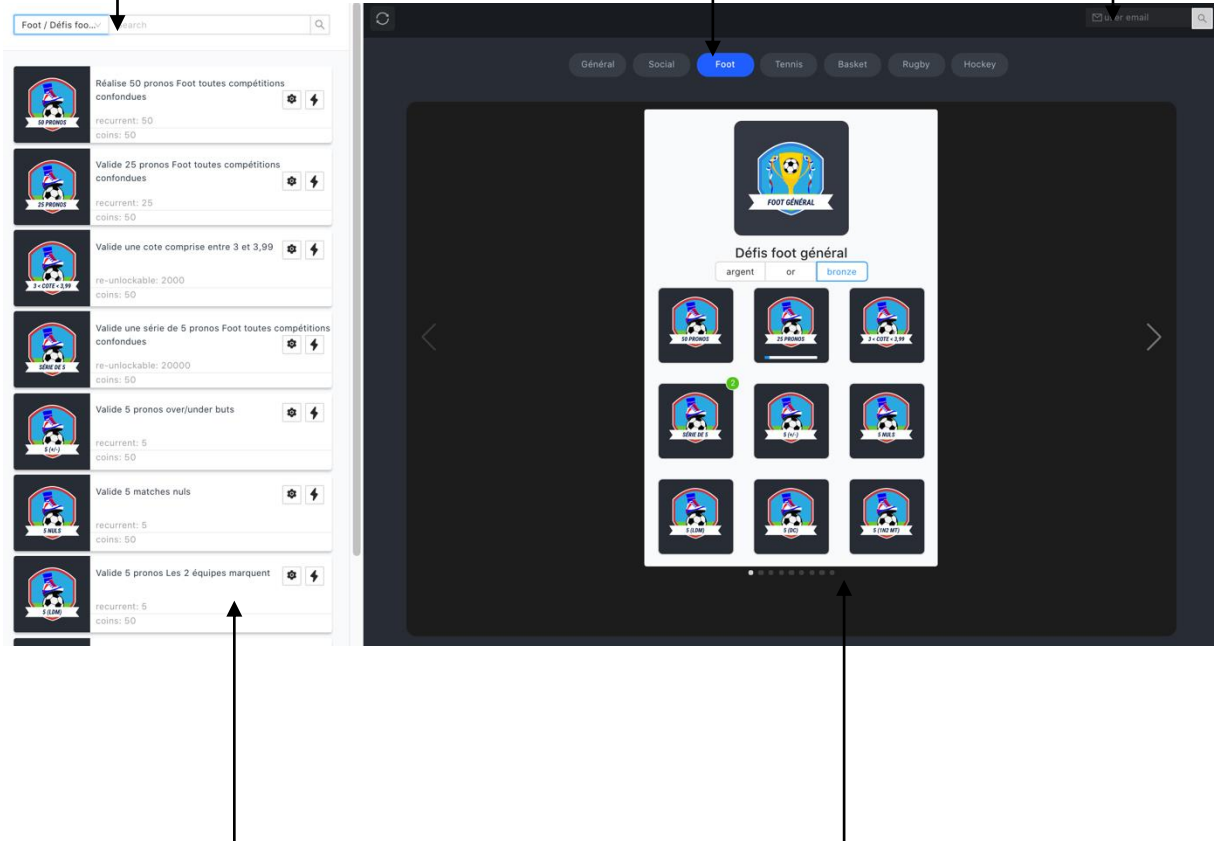 Foot / Défis foo...
search
user email
Général
Social
Foot
Tennis
Basket
Rugby
Hockey
50 PRONOS
Réalise 50 pronos Foot toutes compétitions
confondues
recurrent: 50
coins: 50
25 PRONOS
Valide 25 pronos Foot toutes compétitions
confondues
recurrent: 25
coins: 50
3 < COTE < 3,99
Valide une cote comprise entre 3 et 3,99
re-unlockable: 2000
coins: 50
SÉRIE DE 5
Valide une série de 5 pronos Foot toutes compétitions
confondues
re-unlockable: 20000
coins: 50
5 (+/-)
Valide 5 pronos over/under buts
recurrent: 5
coins: 50
5 NULS
Valide 5 matches nuls
recurrent: 5
coins: 50
5 (LDM)
Valide 5 pronos Les 2 équipes marquent
recurrent: 5
coins: 50
FOOT GÉNÉRAL
Défis foot général
argent
or
bronze
50 PRONOS
25 PRONOS
3 < COTE < 3,99
2
SÉRIE DE 5
5 (+/-)
5 NULS
5 (LDM)
5 (DC)
5 (1N2 MT)